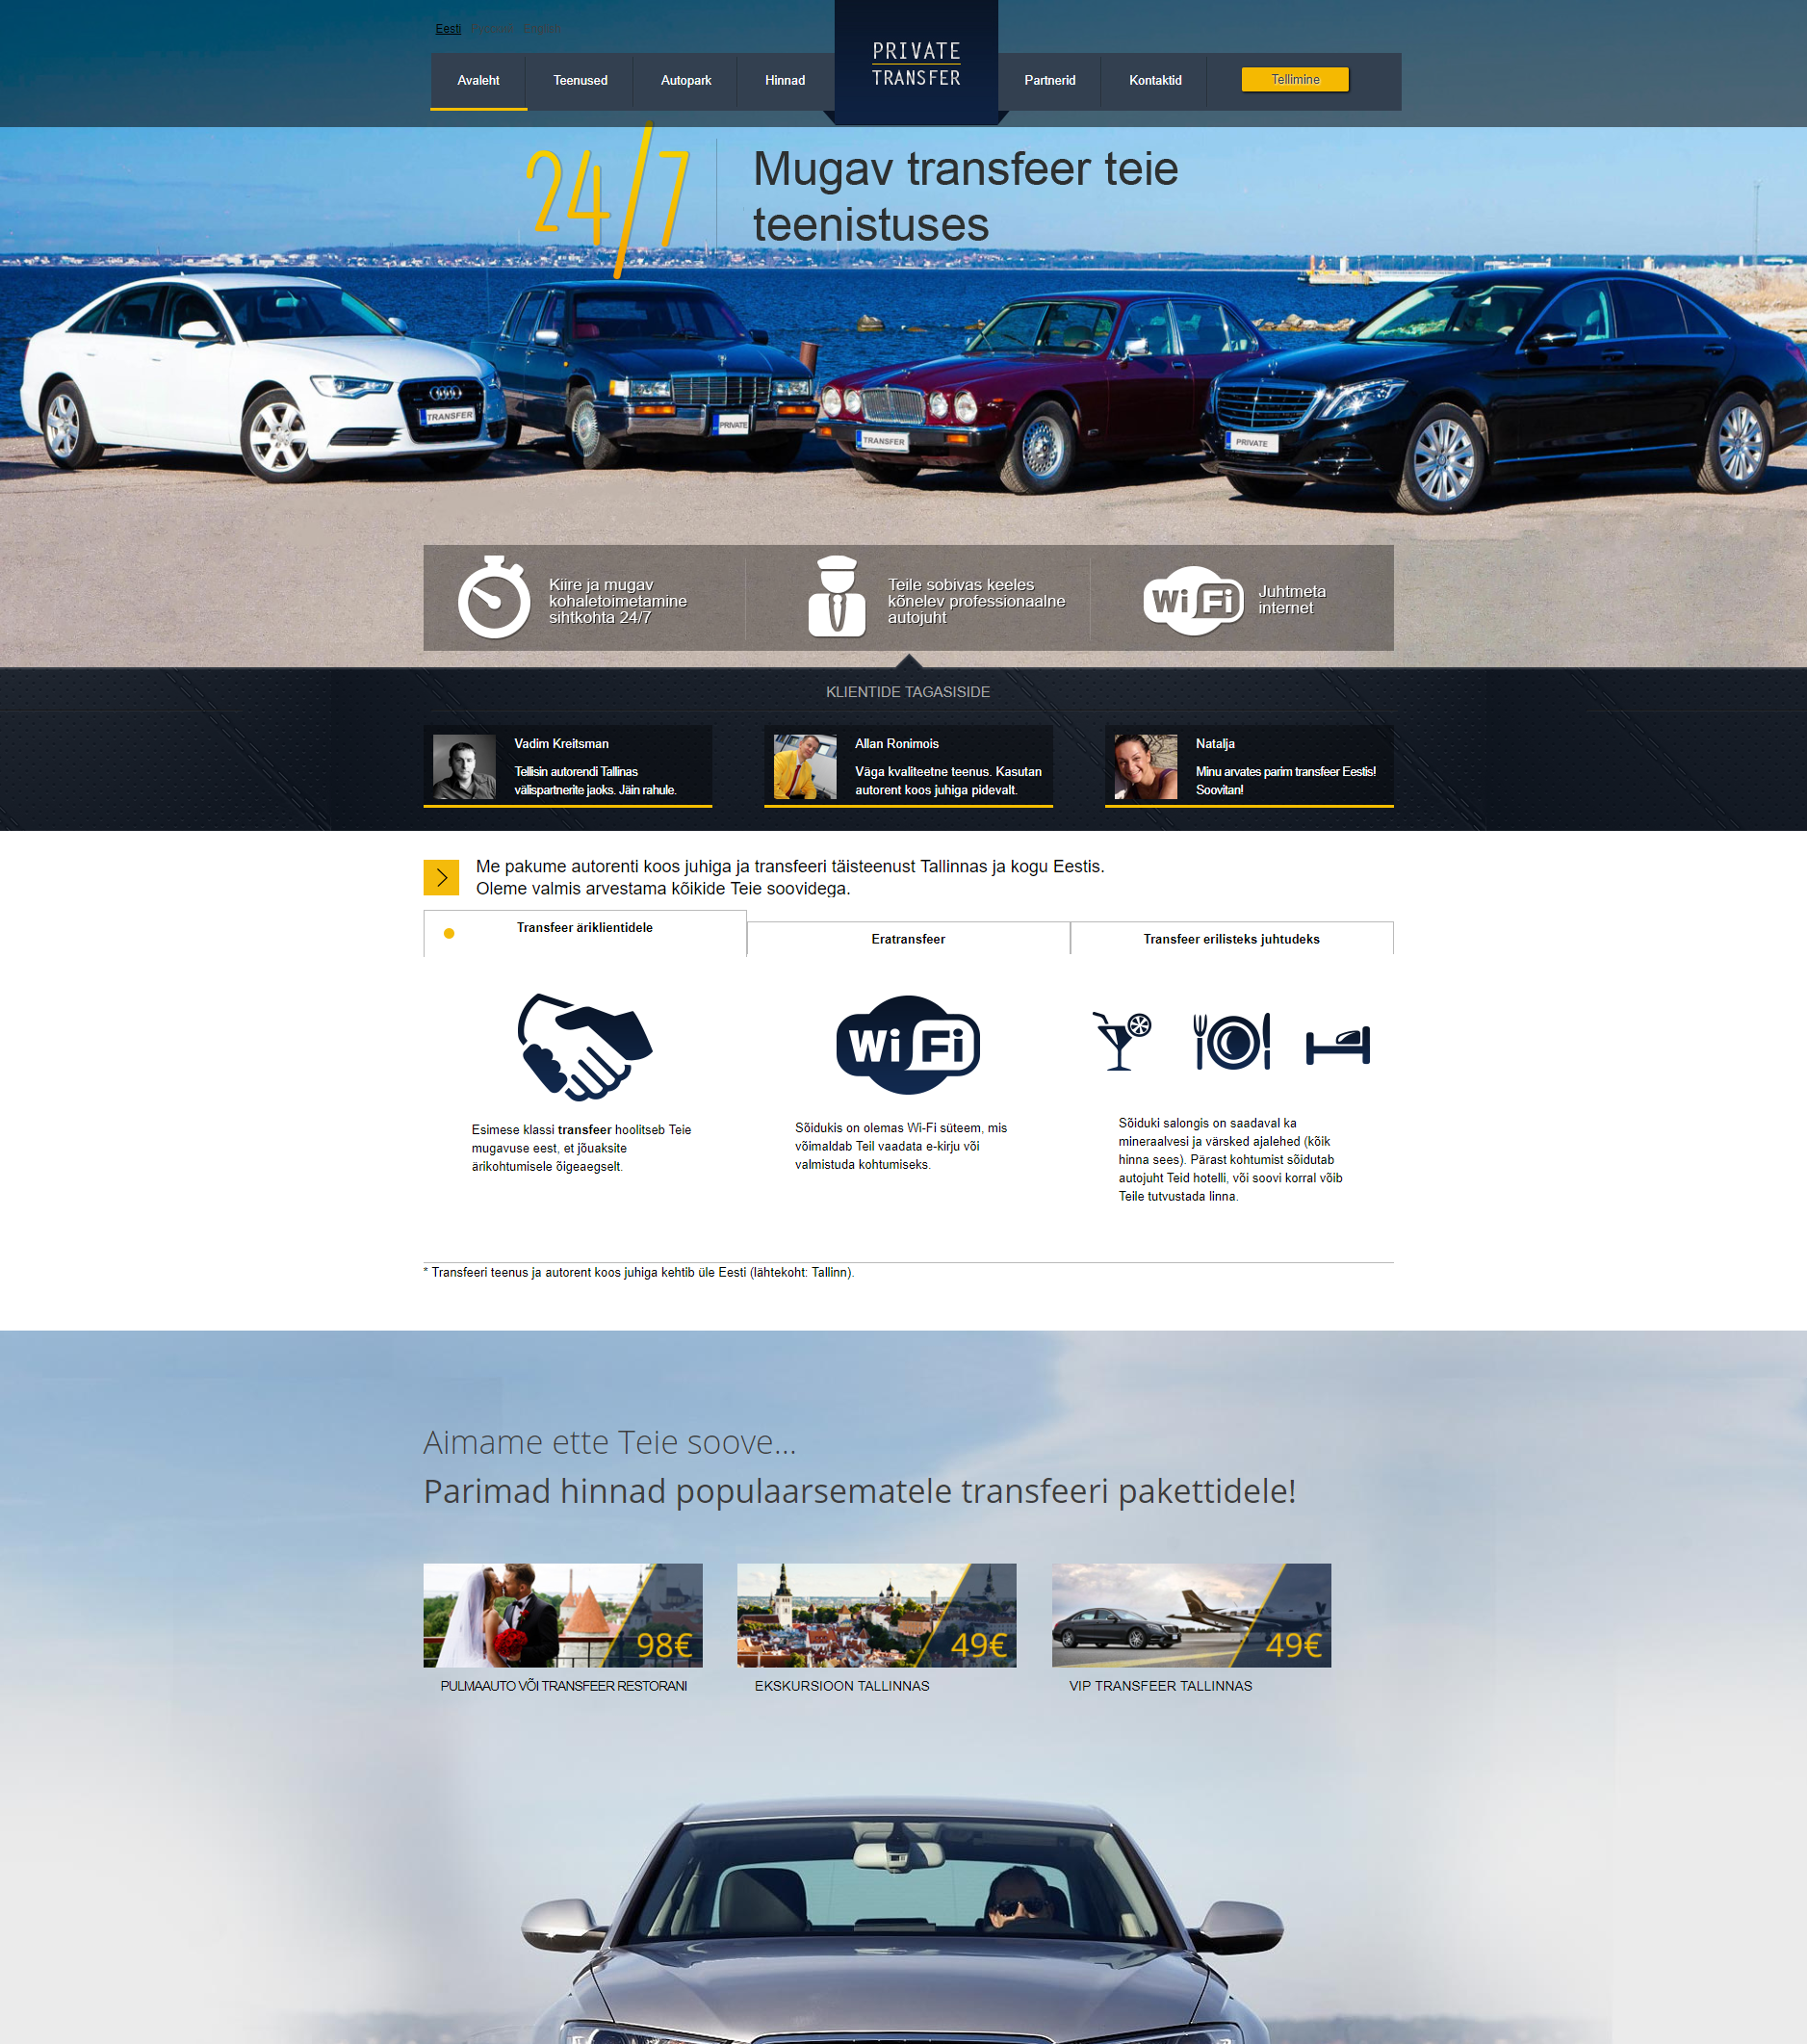 Eesti Русский English
Avaleht Teenused Autopark Hinnad
PRIVATE
TRANSFER
Partnerid Kontaktid Tellimine
24/7
Mugav transfeer teie
teenistuses
TRANSFER
PRIVATE
TRANSFER
PRIVATE
Kiire ja mugav
kohaletoimetamine
sihtkohta 24/7
Teile sobivas keeles
kõnelev professionaalne
autojuht
WiFi
Juhtmeta
internet
KLIENTIDE TAGASISIDE
Vadim Kreitsman
Tellisin autorendi Tallinas
välispartnerite jaoks. Jäin rahule.
Allan Ronimois
Väga kvaliteetne teenus. Kasutan
autorent koos juhiga pidevalt.
Natalja
Minu arvates parim transfeer Eestis!
Soovitan!
Me pakume autorenti koos juhiga ja transfeeri täisteenust Tallinnas ja kogu Eestis.
Oleme valmis arvestama kõikide Teie soovidega.
Transfeer äriklientidele
Eratransfeer
Transfeer erilisteks juhtudeks
WiFi
Esimese klassi transfeer hoolitseb Teie
mugavuse eest, et jõuaksite
ärikohtumisele õigeaegselt.
Sõidukis on olemas Wi-Fi süteem, mis
võimaldab Teil vaadata e-kirju või
valmistuda kohtumiseks.
Sõiduki salongis on saadaval ka
mineraalvesi ja värsked ajalehed (kõik
hinna sees). Pärast kohtumist sõidutab
autojuht Teid hotelli, või soovi korral võib
Teile tutvustada linna.
* Transfeeri teenus ja autorent koos juhiga kehtib üle Eesti (lähtekoht: Tallinn).
Aimame ette Teie soove...
Parimad hinnad populaarsematele transfeeri pakettidele!
98€
49€
49€
PULMAAUTO VÕI TRANSFEER RESTORANI
EKSKURSIOON TALLINNAS
VIP TRANSFEER TALLINNAS